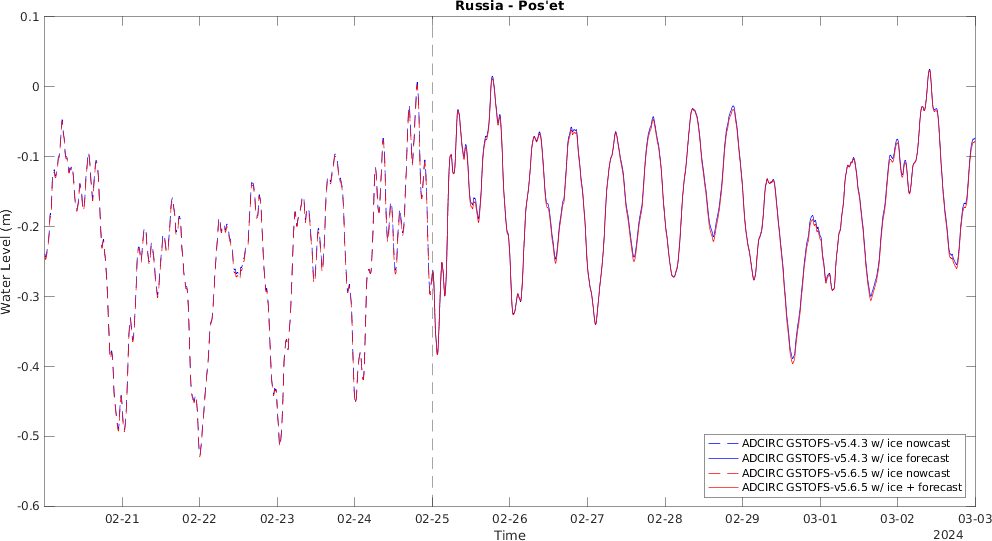 Russia - Pos'et
0.1
0
-0.1
-0.2
-0.3
-0.4
-0.5
-0.6
Water Level (m)
ADCIRC GSTOFS-v5.4.3 w/ ice nowcast
ADCIRC GSTOFS-v5.4.3 w/ ice forecast
ADCIRC GSTOFS-v5.6.5 w/ ice nowcast
ADCIRC GSTOFS-v5.6.5 w/ ice + forecast
02-21 02-22 02-23 02-24 02-25 02-26 02-27 02-28 02-29 03-01 03-02 03-03
Time
2024